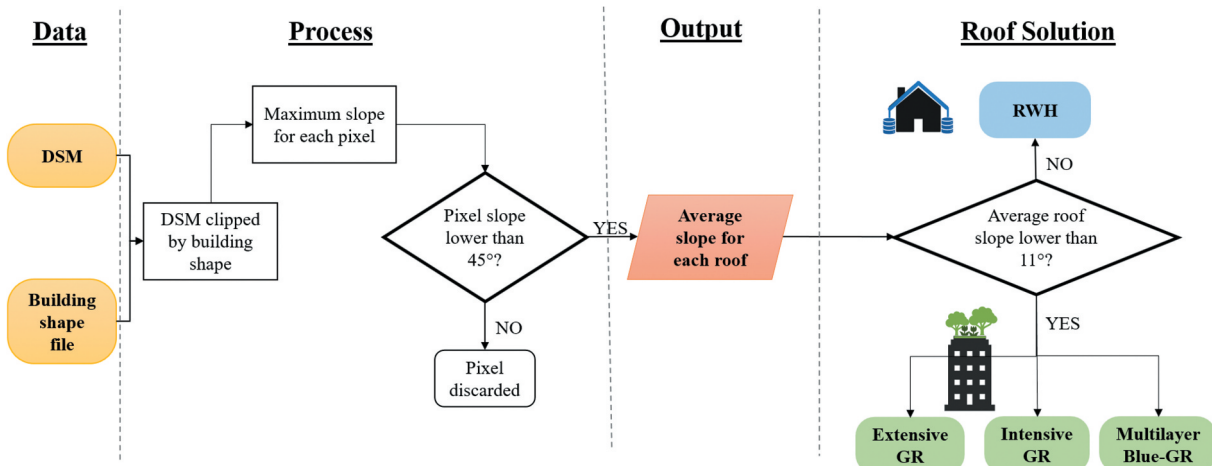 Data
Process
Output
Roof Solution
DSM
Building
shape
file
DSM clipped
by building
shape
Maximum slope
for each pixel
Pixel slope
lower than
45°?
YES
NO
Pixel
discarded
Average
slope for
each roof
Average roof
slope lower than
11°?
NO
RWH
YES
Extensive
GR
Intensive
GR
Multilayer
Blue-GR